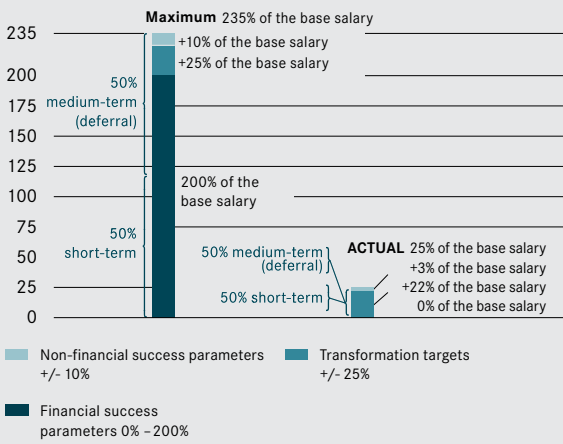 Maximum 235% of the base salary
235
+10% of the base salary
+25% of the base salary
200
50%
medium-term
(deferral)
175
150
125
200% of the
base salary
100
75
50%
short-term
50
25
0
50% medium-term
(deferral)
50% short-term
ACTUAL 25% of the base salary
+3% of the base salary
+22% of the base salary
0% of the base salary
Non-financial success parameters
+/- 10%
Transformation targets
+/- 25%
Financial success
parameters 0% – 200%